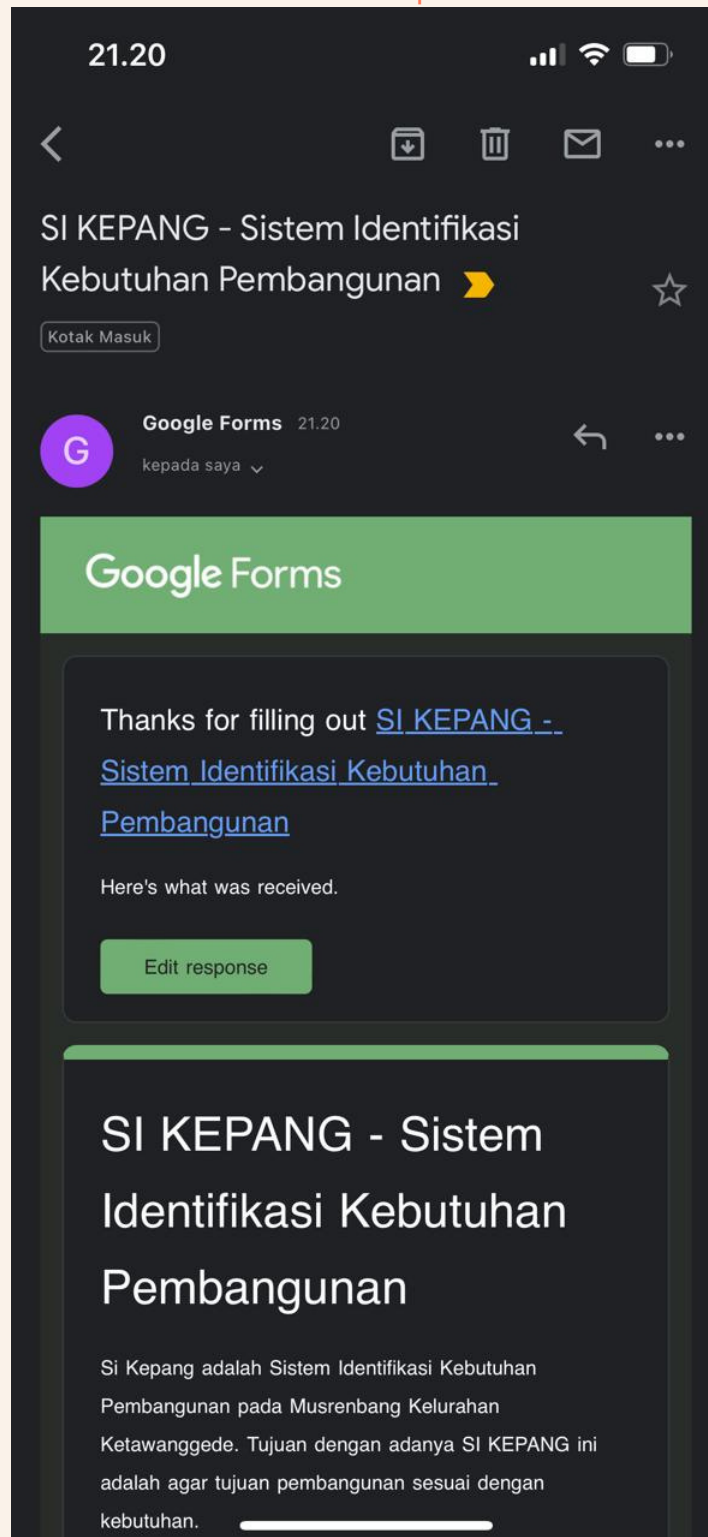 21.20
SI KEPANG - Sistem Identifikasi
Kebutuhan Pembangunan
Kotak Masuk
Google Forms 21.20
G
kepada saya
Google Forms
Thanks for filling out SI KEPANG -
Sistem Identifikasi Kebutuhan
Pembangunan
Here's what was received.
Edit response
SI KEPANG - Sistem
Identifikasi Kebutuhan
Pembangunan
Si Kepang adalah Sistem Identifikasi Kebutuhan
Pembangunan pada Musrenbang Kelurahan
Ketawanggede. Tujuan dengan adanya SI KEPANG ini
adalah agar tujuan pembangunan sesuai dengan
kebutuhan.